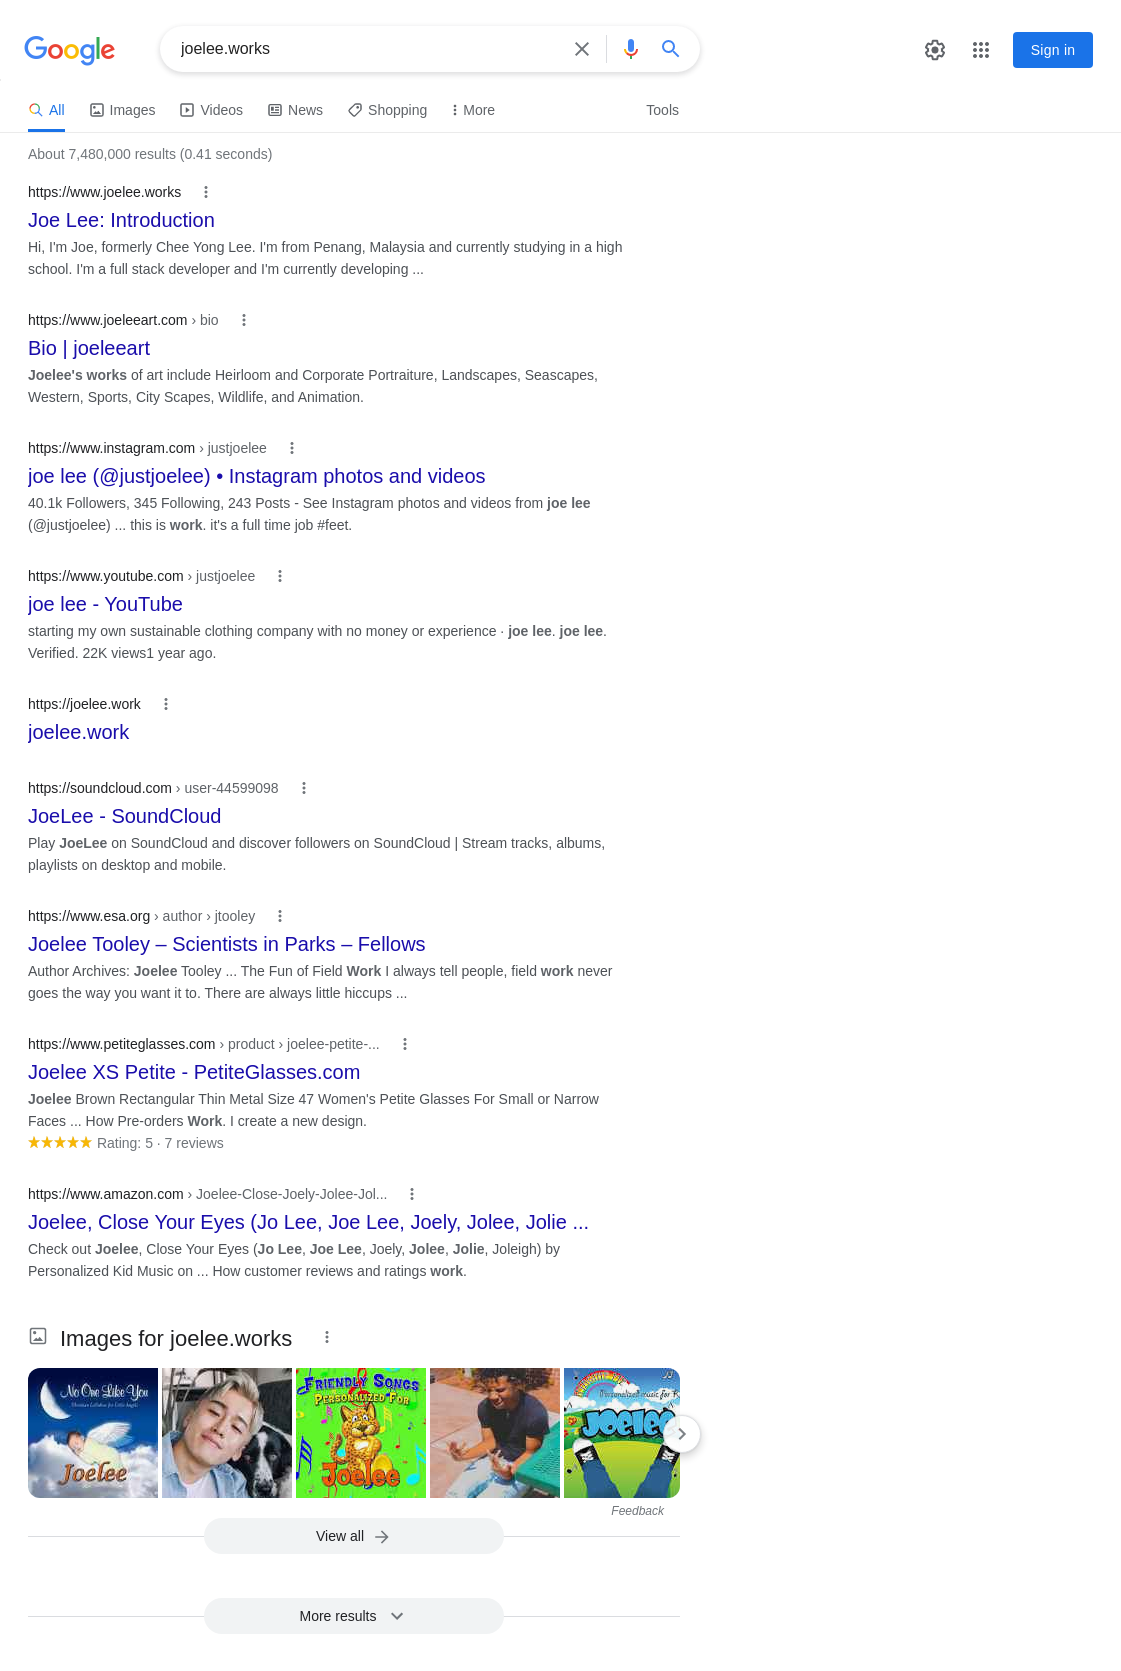 Google
joelee.works
Sign in
All
Images
Videos
News
Shopping
More
Tools
About 7,480,000 results (0.41 seconds)
https://www.joelee.works
Joe Lee: Introduction
Hi, I'm Joe, formerly Chee Yong Lee. I'm from Penang, Malaysia and currently studying in a high
school. I'm a full stack developer and I'm currently developing ...
https://www.joeleeart.com › bio
Bio | joeleeart
Joelee's works of art include Heirloom and Corporate Portraiture, Landscapes, Seascapes,
Western, Sports, City Scapes, Wildlife, and Animation.
https://www.instagram.com › justjoelee
joe lee (@justjoelee) • Instagram photos and videos
40.1k Followers, 345 Following, 243 Posts - See Instagram photos and videos from joe lee
(@justjoelee) ... this is work. it's a full time job #feet.
https://www.youtube.com › justjoelee
joe lee - YouTube
starting my own sustainable clothing company with no money or experience · joe lee. joe lee.
Verified. 22K views1 year ago.
https://joelee.work
joelee.work
https://soundcloud.com › user-44599098
JoeLee - SoundCloud
Play JoeLee on SoundCloud and discover followers on SoundCloud | Stream tracks, albums,
playlists on desktop and mobile.
https://www.esa.org › author › jtooley
Joelee Tooley – Scientists in Parks – Fellows
Author Archives: Joelee Tooley ... The Fun of Field Work I always tell people, field work never
goes the way you want it to. There are always little hiccups ...
https://www.petiteglasses.com › product › joelee-petite-...
Joelee XS Petite - PetiteGlasses.com
Joelee Brown Rectangular Thin Metal Size 47 Women's Petite Glasses For Small or Narrow
Faces ... How Pre-orders Work. I create a new design.
Rating: 5 · 7 reviews
https://www.amazon.com › Joelee-Close-Joely-Jolee-Jol...
Joelee, Close Your Eyes (Jo Lee, Joe Lee, Joely, Jolee, Jolie ...
Check out Joelee, Close Your Eyes (Jo Lee, Joe Lee, Joely, Jolee, Jolie, Joleigh) by
Personalized Kid Music on ... How customer reviews and ratings work.
Images for joelee.works
No One Like You
Christian Lullabies for Little Angels
Joelee
FRIENDLY SONGS
PERSONALIZED FOR
Joelee
Personalized music for
Joelee
Feedback
View all
More results